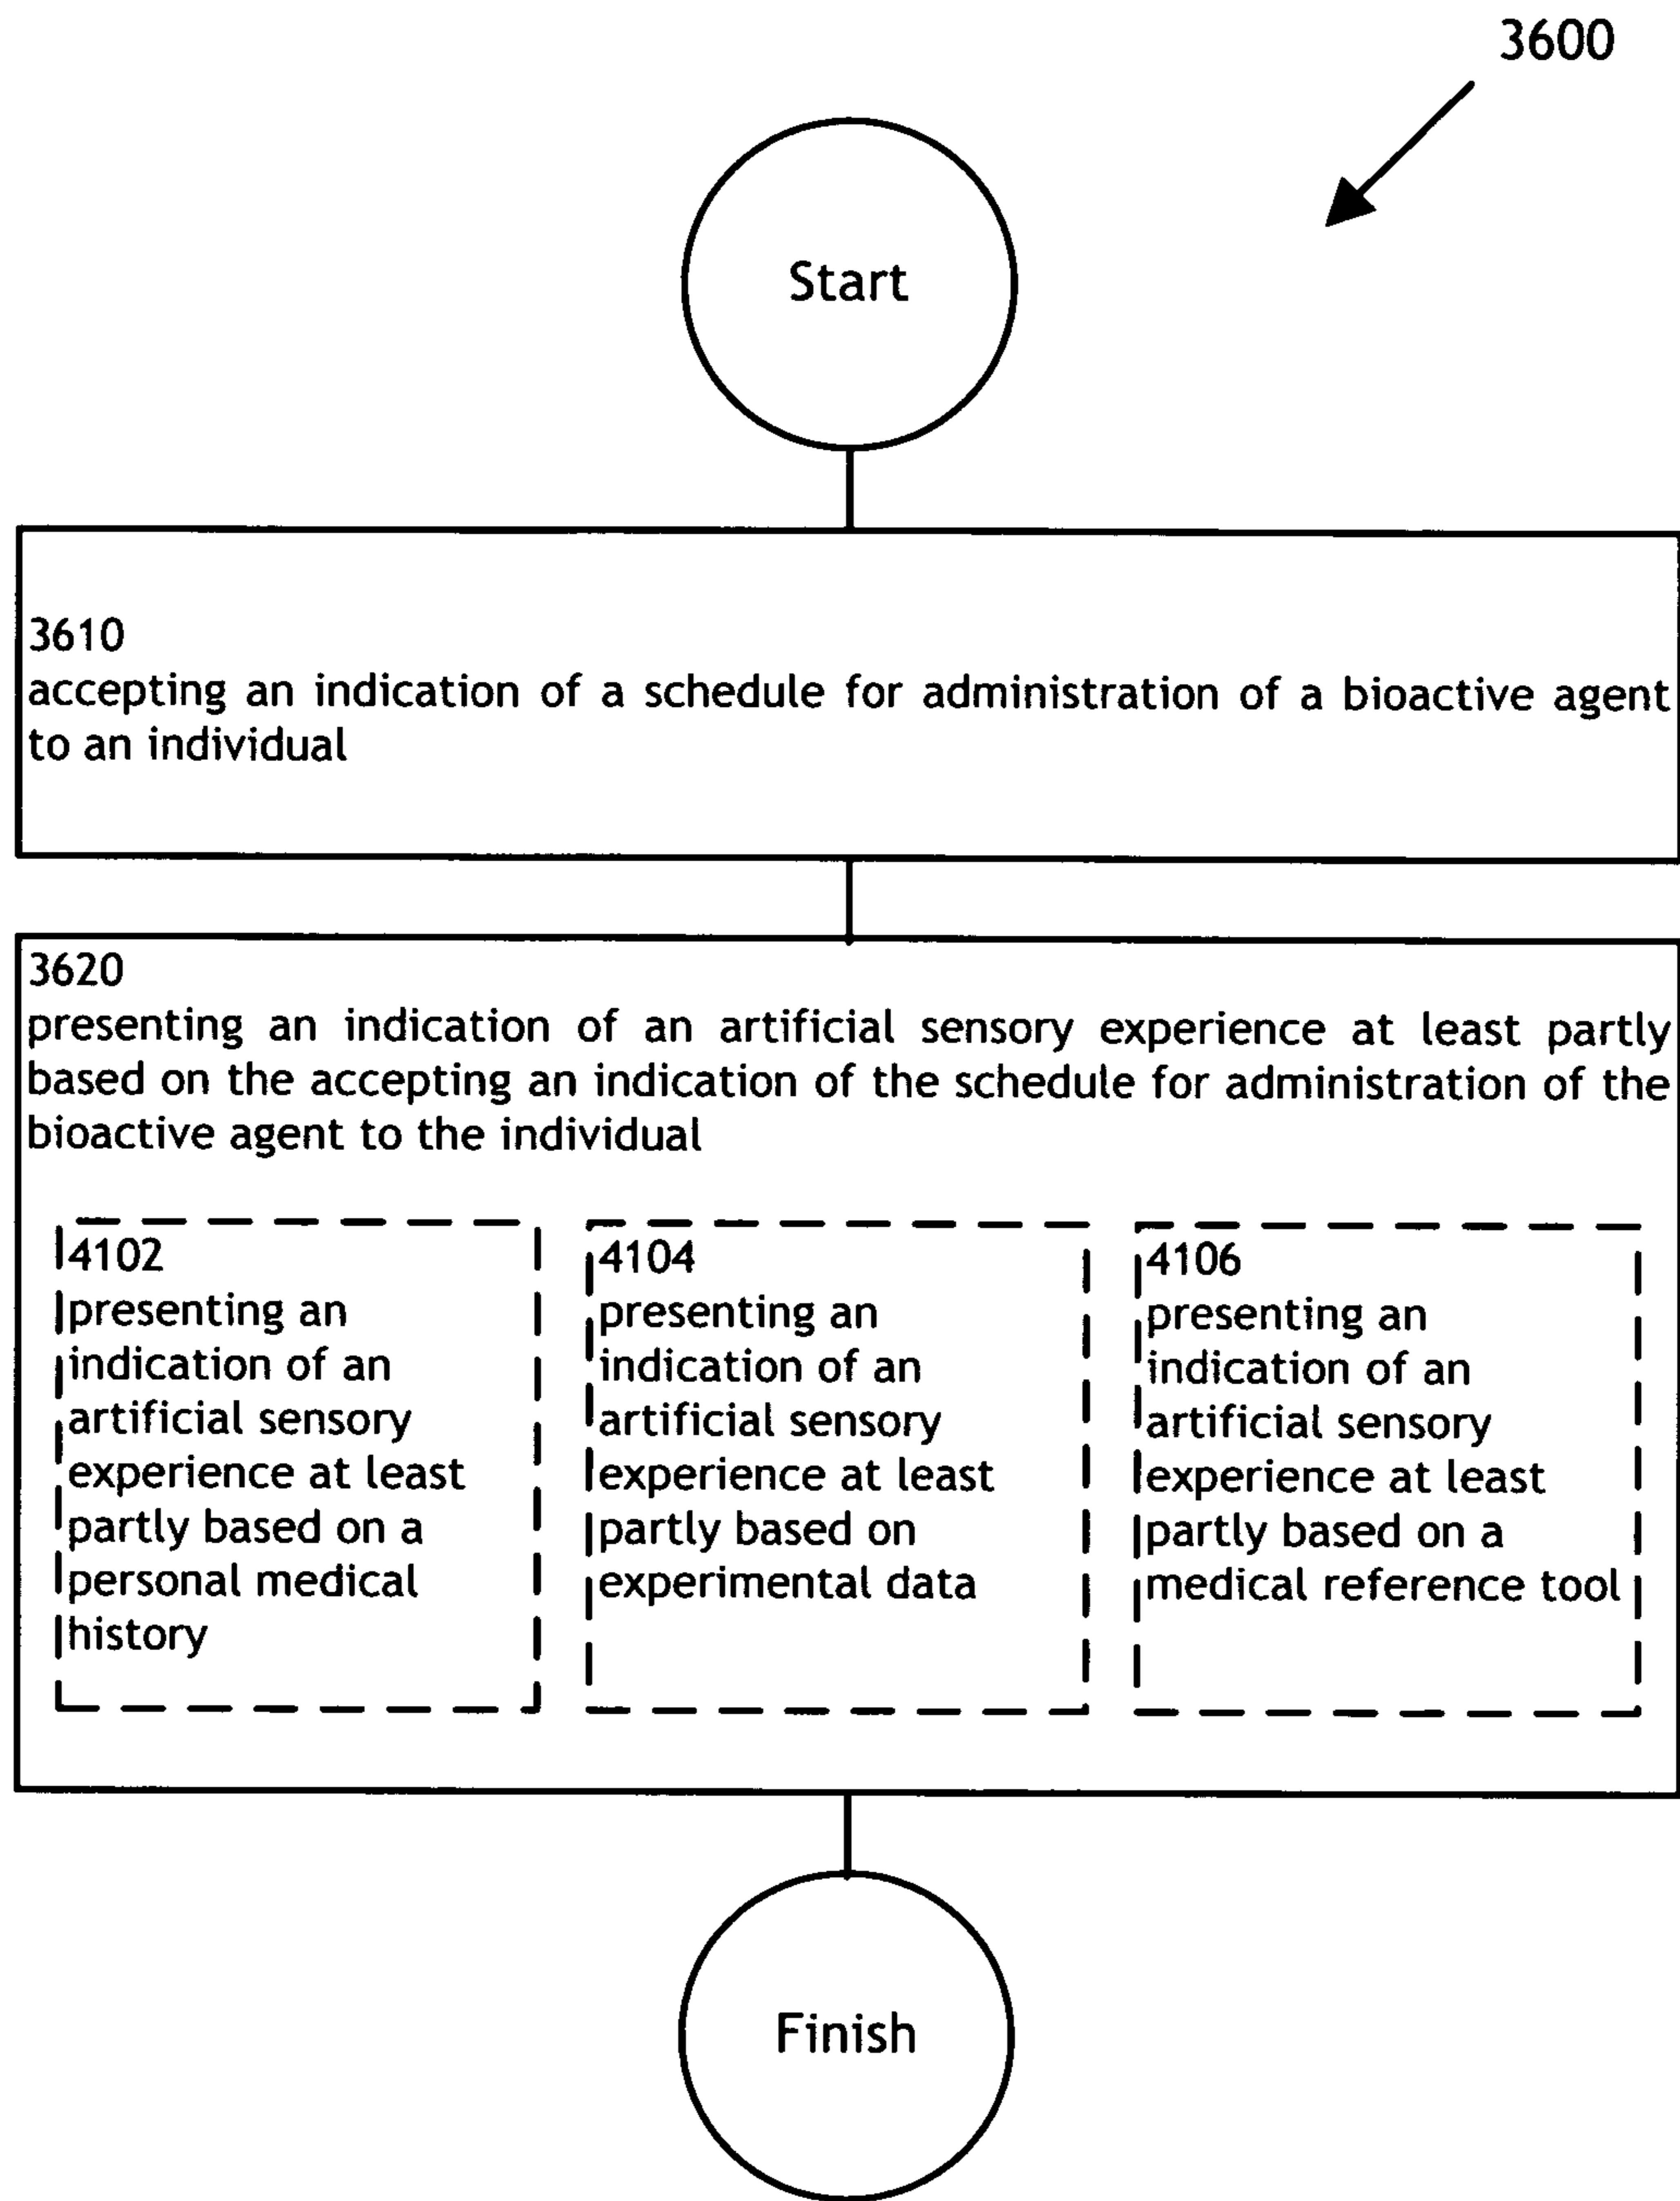 3600
Start
3610
accepting an indication of a schedule for administration of a bioactive agent
to an individual
3620
presenting an indication of an artificial sensory experience at least partly
based on the accepting an indication of the schedule for administration of the
bioactive agent to the individual
4102
presenting an
indication of an
artificial sensory
experience at least
partly based on a
personal medical
history
4104
presenting an
indication of an
artificial sensory
experience at least
partly based on
experimental data
4106
presenting an
indication of an
artificial sensory
experience at least
partly based on a
medical reference tool
Finish